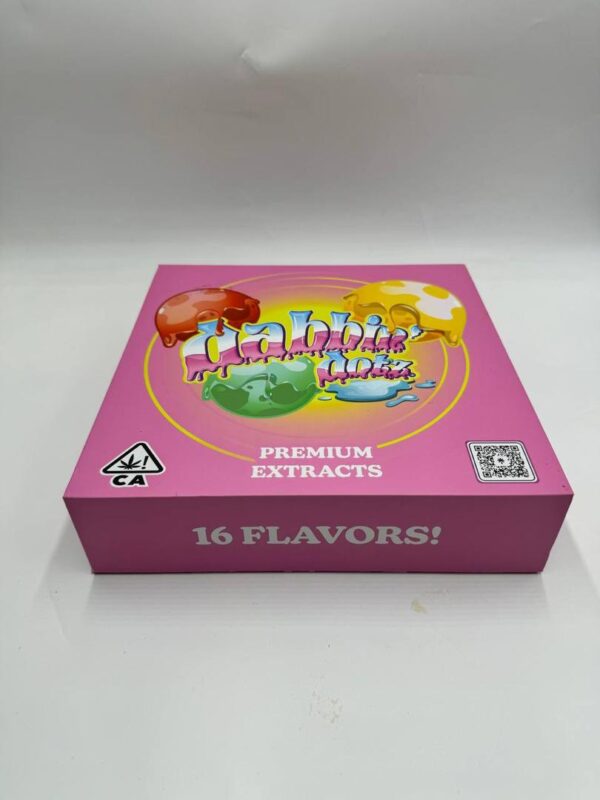 dabbin'
dotz
PREMIUM
EXTRACTS
CA
16 FLAVORS!